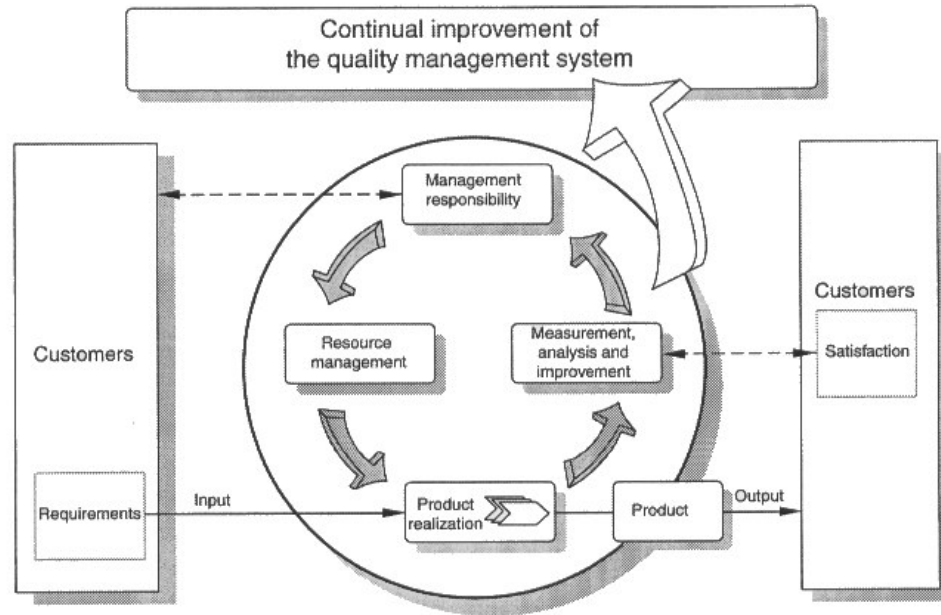 Continual improvement of
the quality management system
Management
responsibility
Customers
Resource
management
Measurement,
analysis and
improvement
Customers
Satisfaction
Requirements
Input
Product
realization
Product
Output